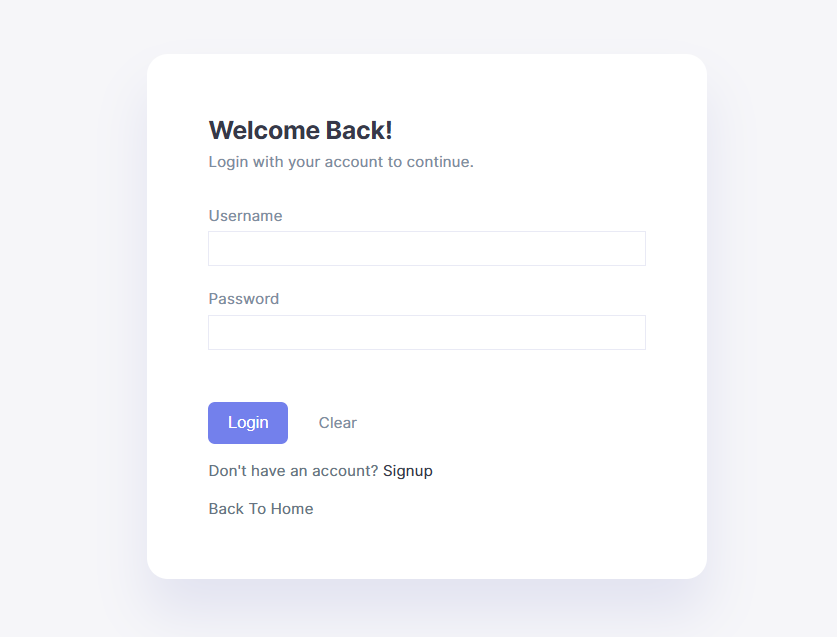 Welcome Back!
Login with your account to continue.
Username
Password
Login Clear
Don't have an account? Signup
Back To Home